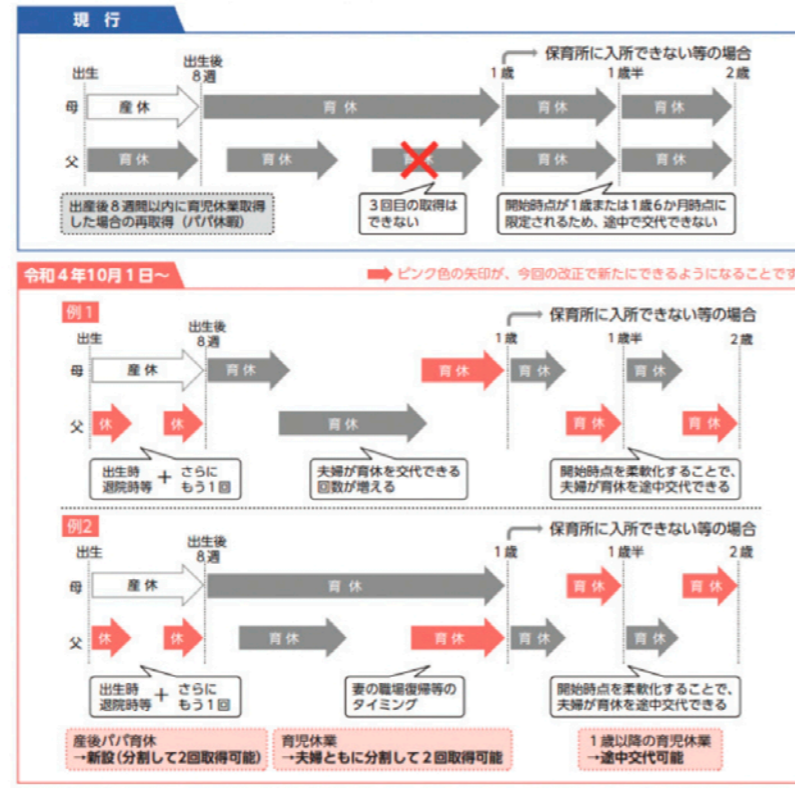 現行
保育所に入所できない等の場合
出生
出生後
8週
1歳
1歳半
2歳
母
産休
育休
育休
育休
父
育休
育休
育休
育休
育休
出産後8週間以内に育児休業取得
した場合の再取得（パパ休暇）
3回目の取得は
できない
開始時点が1歳または1歳6か月時点に
限定されるため、途中で交代できない
令和4年10月1日～
ピンク色の矢印が、今回の改正で新たにできるようになることです
例1
保育所に入所できない等の場合
出生
出生後
8週
1歳
1歳半
2歳
母
産休
育休
育休
育休
育休
父
休
休
育休
育休
育休
出生時
退院時等
+
さらに
もう1回
夫婦が育休を交代できる
回数が増える
開始時点を柔軟化することで、
夫婦が育休を途中交代できる
例2
保育所に入所できない等の場合
出生
出生後
8週
1歳
1歳半
2歳
母
産休
育休
育休
育休
父
休
休
育休
育休
育休
育休
出生時
退院時等
+
さらに
もう1回
妻の職場復帰等の
タイミング
開始時点を柔軟化することで、
夫婦が育休を途中交代できる
産後パパ育休
→新設(分割して2回取得可能)
育児休業
→夫婦ともに分割して2回取得可能
1歳以降の育児休業
→途中交代可能